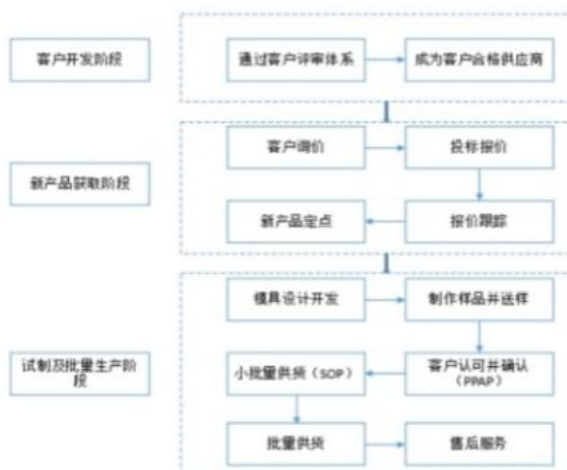 客户开发阶段
通过客户评审体系
成为客户合格供应商
新产品获取阶段
客户询价
投标报价
新产品定点
报价跟踪
试制及批量生产阶
段
模具设计开发
制作样品并送样
小批量供货（SOP）
客户认可并确认
（PPAP）
批量供货
售后服务